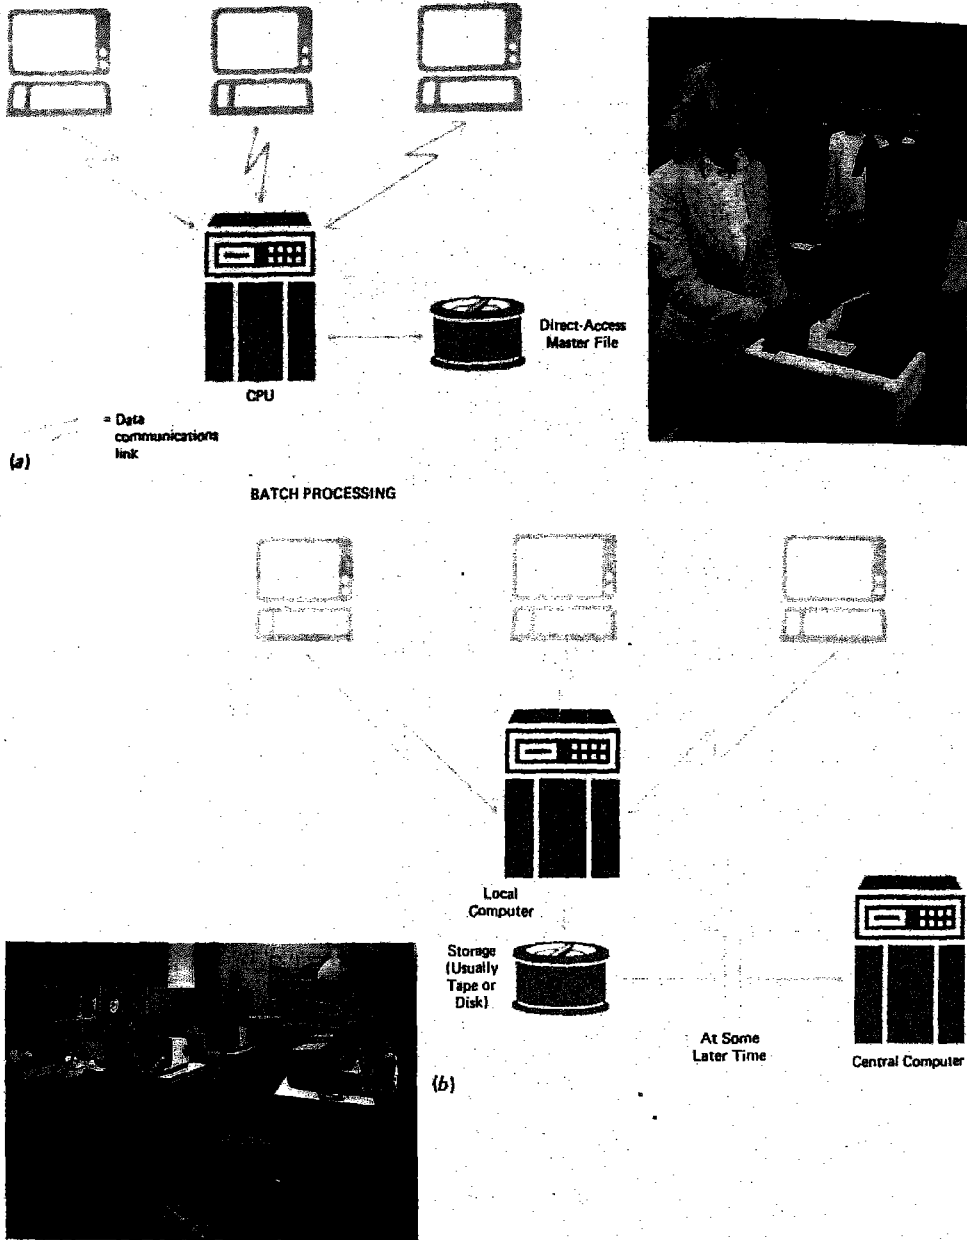 Direct-Access
Master File
CPU
= Data
communications
link
(a)
BATCH PROCESSING
Local
Computer
Storage
(Usually
Tape or
Disk)
At Some
Later Time
Central Computer
(b)